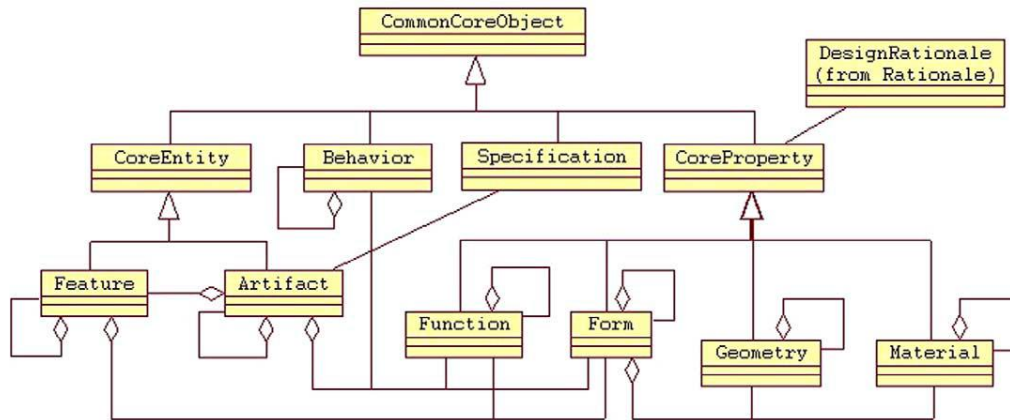 CommonCoreObject
DesignRationale
(from Rationale)
CoreEntity
Behavior
Specification
CoreProperty
Feature
Artifact
Function
Form
Geometry
Material